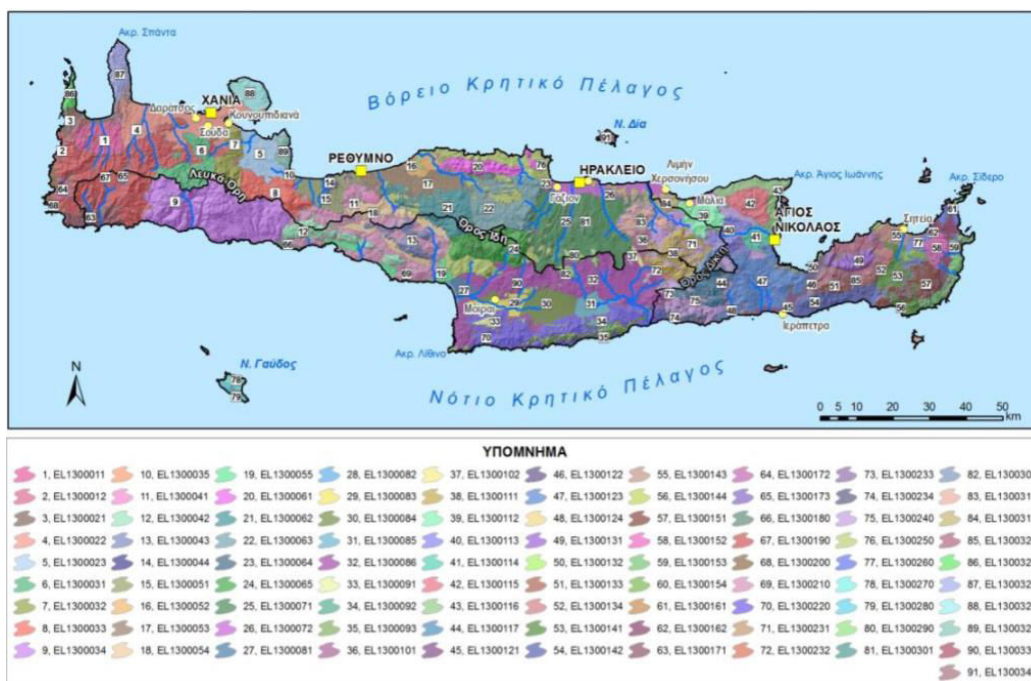 Ακρ. Σπάντα
ΧΑΝΙΑ
Δαράτσος
Κουνουπιδιανά
Σούδα
Λευκά Όρη
Βόρειο Κρητικό Πέλαγος
ΡΕΘΥΜΝΟ
Ν. Δία
ΗΡΑΚΛΕΙΟ
Γάζιον
Λιμήν
Χερσονήσου
Μάλια
Ακρ. Άγιος Ιωάννης
Ακρ. Σίδερο
ΑΓΙΟΣ
ΝΙΚΟΛΑΟΣ
Σητεία
Όρος Ίδη
Όρος Δίκτη
Μοίραι
Ιεράπετρα
Ακρ. Λίθινο
Ν. Γαύδος
Νότιο Κρητικό Πέλαγος
N
0 5 10 20 30 40 50
km
ΥΠΟΜΝΗΜΑ
1, EL1300011 10, EL1300035 19, EL1300055 28, EL1300082 37, EL1300102 46, EL1300122 55, EL1300143 64, EL1300172 73, EL1300233 82, EL130030
2, EL1300012 11, EL1300041 20, EL1300061 29, EL1300083 38, EL1300111 47, EL1300123 56, EL1300144 65, EL1300173 74, EL1300234 83, EL130031
3, EL1300021 12, EL1300042 21, EL1300062 30, EL1300084 39, EL1300112 48, EL1300124 57, EL1300151 66, EL1300180 75, EL1300240 84, EL130031
4, EL1300022 13, EL1300043 22, EL1300063 31, EL1300085 40, EL1300113 49, EL1300131 58, EL1300152 67, EL1300190 76, EL1300250 85, EL130032
5, EL1300023 14, EL1300044 23, EL1300064 32, EL1300086 41, EL1300114 50, EL1300132 59, EL1300153 68, EL1300200 77, EL1300260 86, EL130032
6, EL1300031 15, EL1300051 24, EL1300065 33, EL1300091 42, EL1300115 51, EL1300133 60, EL1300154 69, EL1300210 78, EL1300270 87, EL130032
7, EL1300032 16, EL1300052 25, EL1300071 34, EL1300092 43, EL1300116 52, EL1300134 61, EL1300161 70, EL1300220 79, EL1300280 88, EL130032
8, EL1300033 17, EL1300053 26, EL1300072 35, EL1300093 44, EL1300117 53, EL1300141 62, EL1300162 71, EL1300231 80, EL1300290 89, EL130032
9, EL1300034 18, EL1300054 27, EL1300081 36, EL1300101 45, EL1300121 54, EL1300142 63, EL1300171 72, EL1300232 81, EL1300301 90, EL130033
91, EL130034